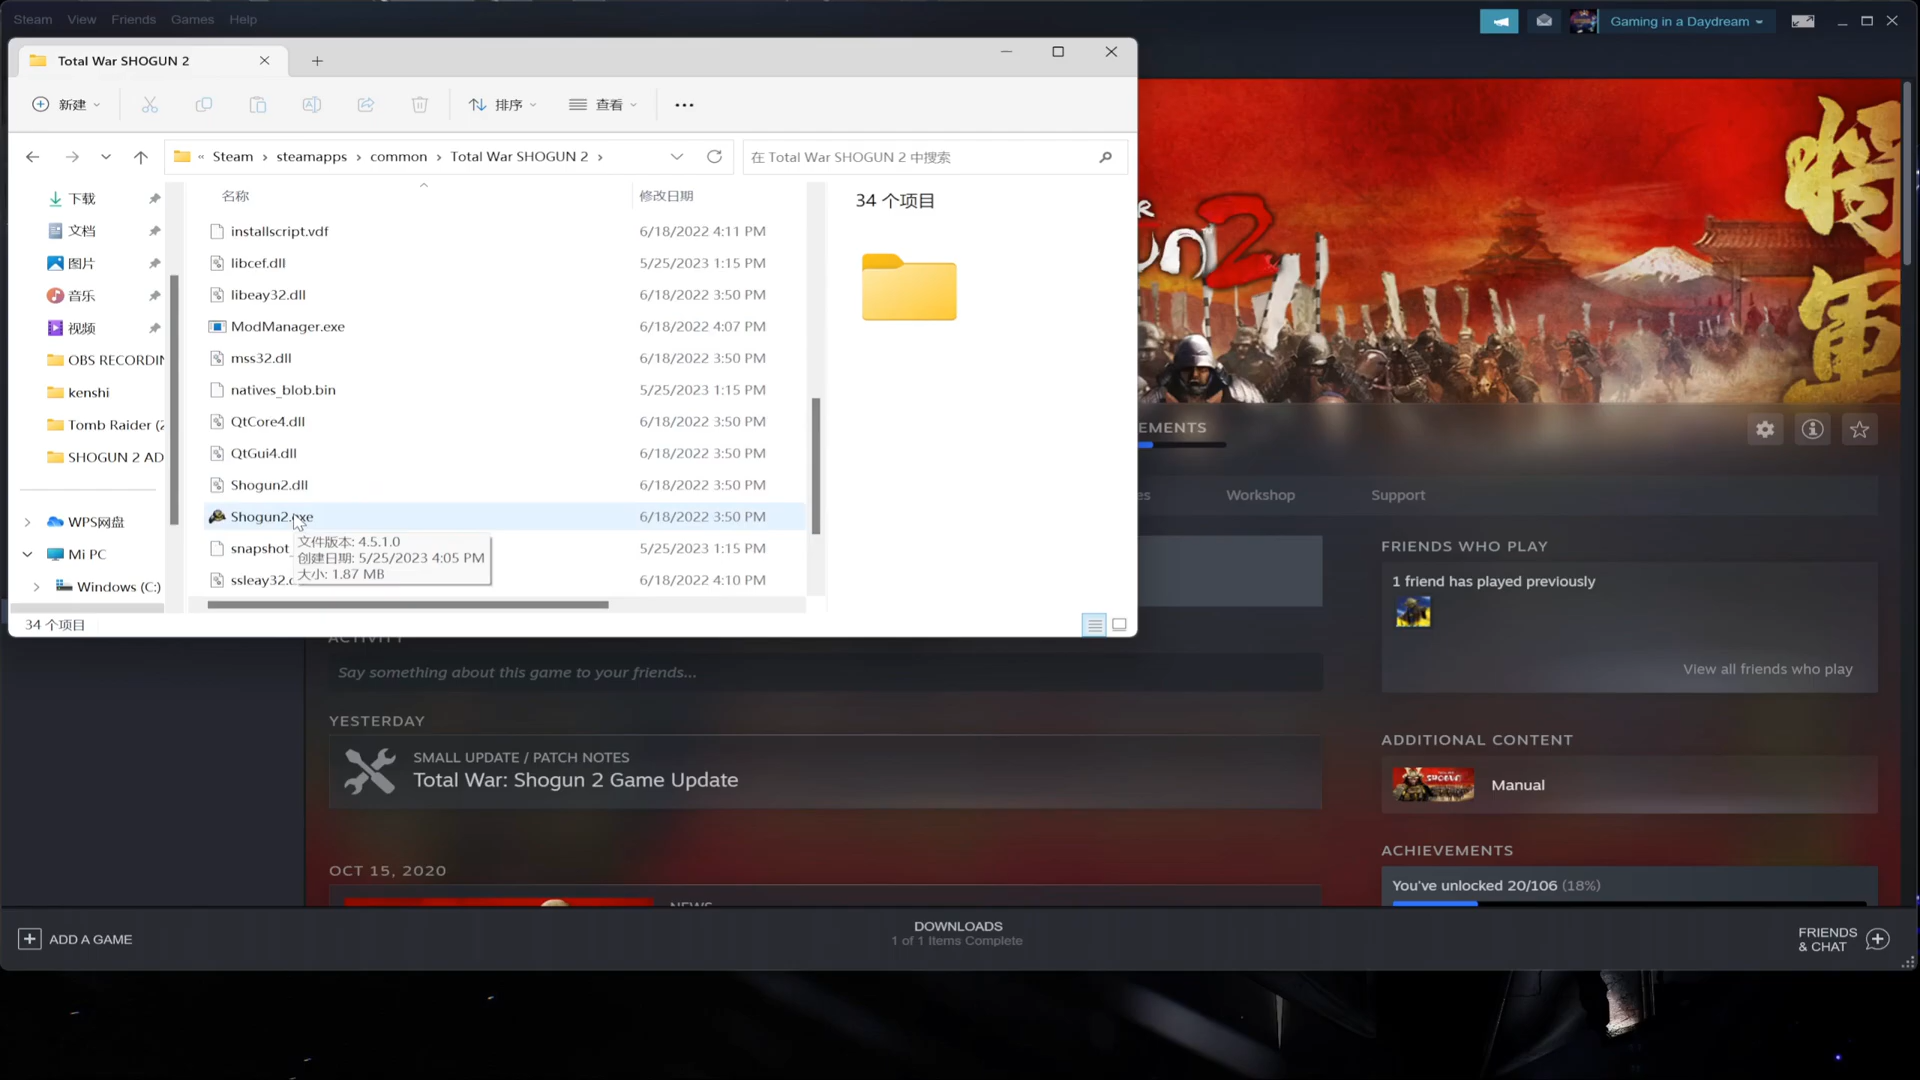 Steam View Friends Games Help
Gaming in a Daydream
Total War SHOGUN 2
新建
排序
查看
« Steam › steamapps › common › Total War SHOGUN 2 ›
在 Total War SHOGUN 2 中搜索
下载
文档
图片
音乐
视频
OBS RECORDIN
kenshi
Tomb Raider (2
SHOGUN 2 AD
WPS网盘
Mi PC
Windows (C:)
名称 修改日期
installscript.vdf 6/18/2022 4:11 PM
libcef.dll 5/25/2023 1:15 PM
libeay32.dll 6/18/2022 3:50 PM
ModManager.exe 6/18/2022 4:07 PM
mss32.dll 6/18/2022 3:50 PM
natives_blob.bin 5/25/2023 1:15 PM
QtCore4.dll 6/18/2022 3:50 PM
QtGui4.dll 6/18/2022 3:50 PM
Shogun2.dll 6/18/2022 3:50 PM
Shogun2.exe 6/18/2022 3:50 PM
snapshot_ 5/25/2023 1:15 PM
ssleay32.d 6/18/2022 4:10 PM
文件版本: 4.5.1.0
创建日期: 5/25/2023 4:05 PM
大小: 1.87 MB
34 个项目
34 个项目
2
将
軍
EMENTS
es Workshop Support
FRIENDS WHO PLAY
1 friend has played previously
View all friends who play
ACTIVITY
Say something about this game to your friends...
YESTERDAY
SMALL UPDATE / PATCH NOTES
Total War: Shogun 2 Game Update
ADDITIONAL CONTENT
SHOGUN
Manual
OCT 15, 2020
NEWS
ACHIEVEMENTS
You've unlocked 20/106 (18%)
ADD A GAME
DOWNLOADS
1 of 1 Items Complete
FRIENDS
& CHAT